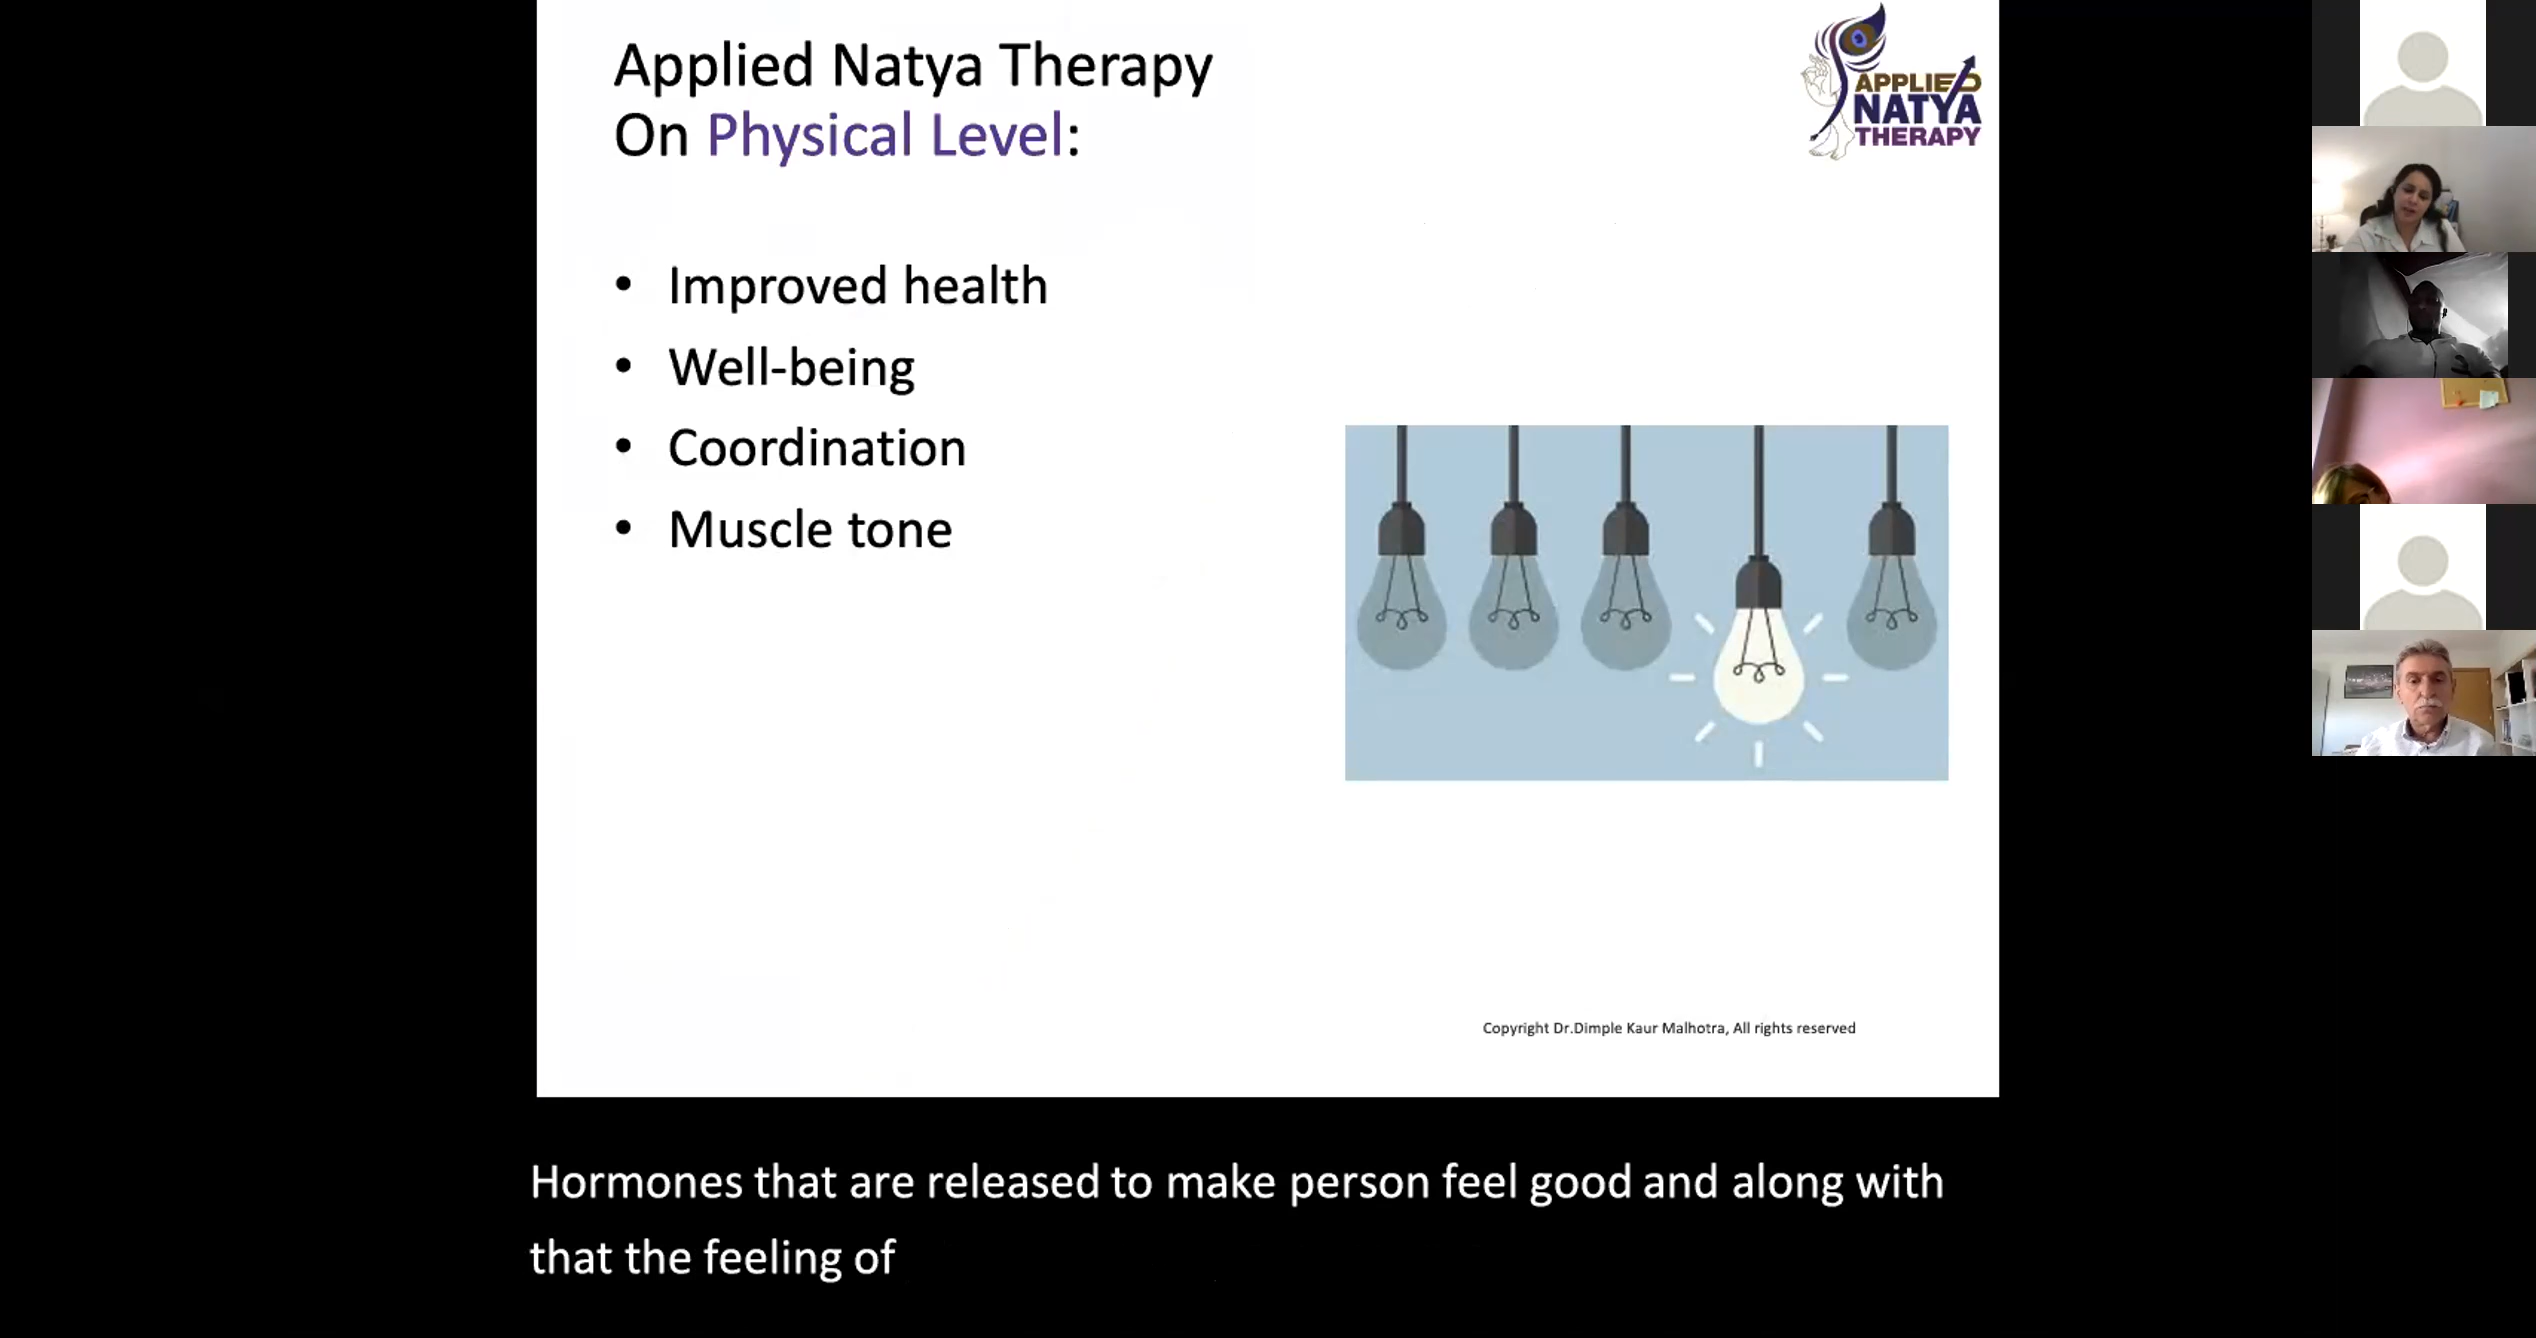 Applied Natya Therapy
On Physical Level:
APPLIED
NATYA
THERAPY
• Improved health
• Well-being
• Coordination
• Muscle tone
Copyright Dr.Dimple Kaur Malhotra, All rights reserved
Hormones that are released to make person feel good and along with
that the feeling of